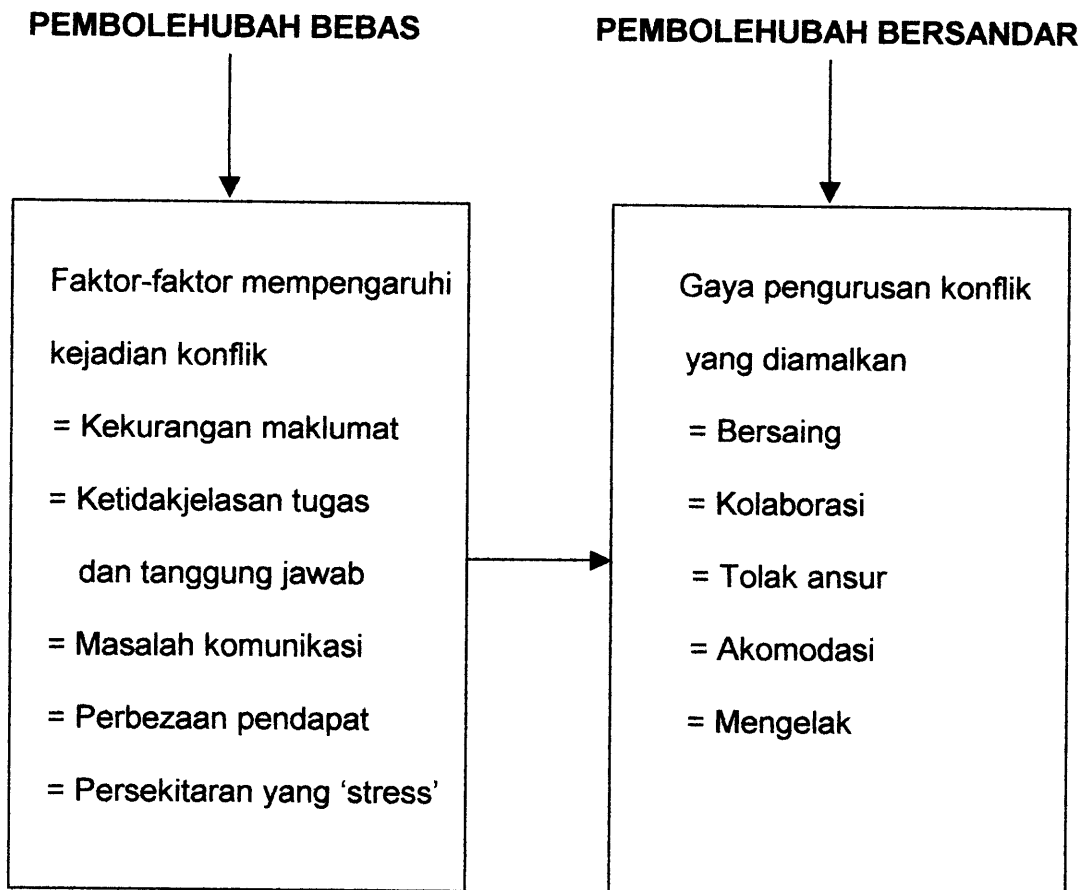 PEMBOLEHUBAH BEBAS
PEMBOLEHUBAH BERSANDAR
Faktor-faktor mempengaruhi
kejadian konflik
= Kekurangan maklumat
= Ketidakjelasan tugas
dan tanggung jawab
= Masalah komunikasi
= Perbezaan pendapat
= Persekitaran yang ‘stress’
Gaya pengurusan konflik
yang diamalkan
= Bersaing
= Kolaborasi
= Tolak ansur
= Akomodasi
= Mengelak